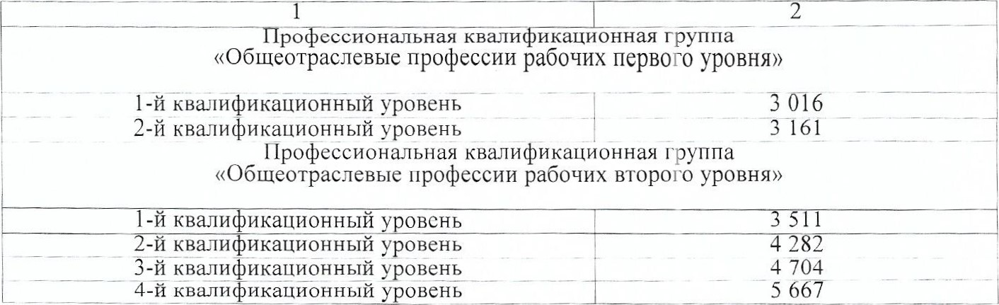 1 2
Профессиональная квалификационная группа
«Общеотраслевые профессии рабочих первого уровня»
1-й квалификационный уровень 3 016
2-й квалификационный уровень 3 161
Профессиональная квалификационная группа
«Общеотраслевые профессии рабочих второго уровня»
1-й квалификационный уровень 3 511
2-й квалификационный уровень 4 282
3-й квалификационный уровень 4 704
4-й квалификационный уровень 5 667